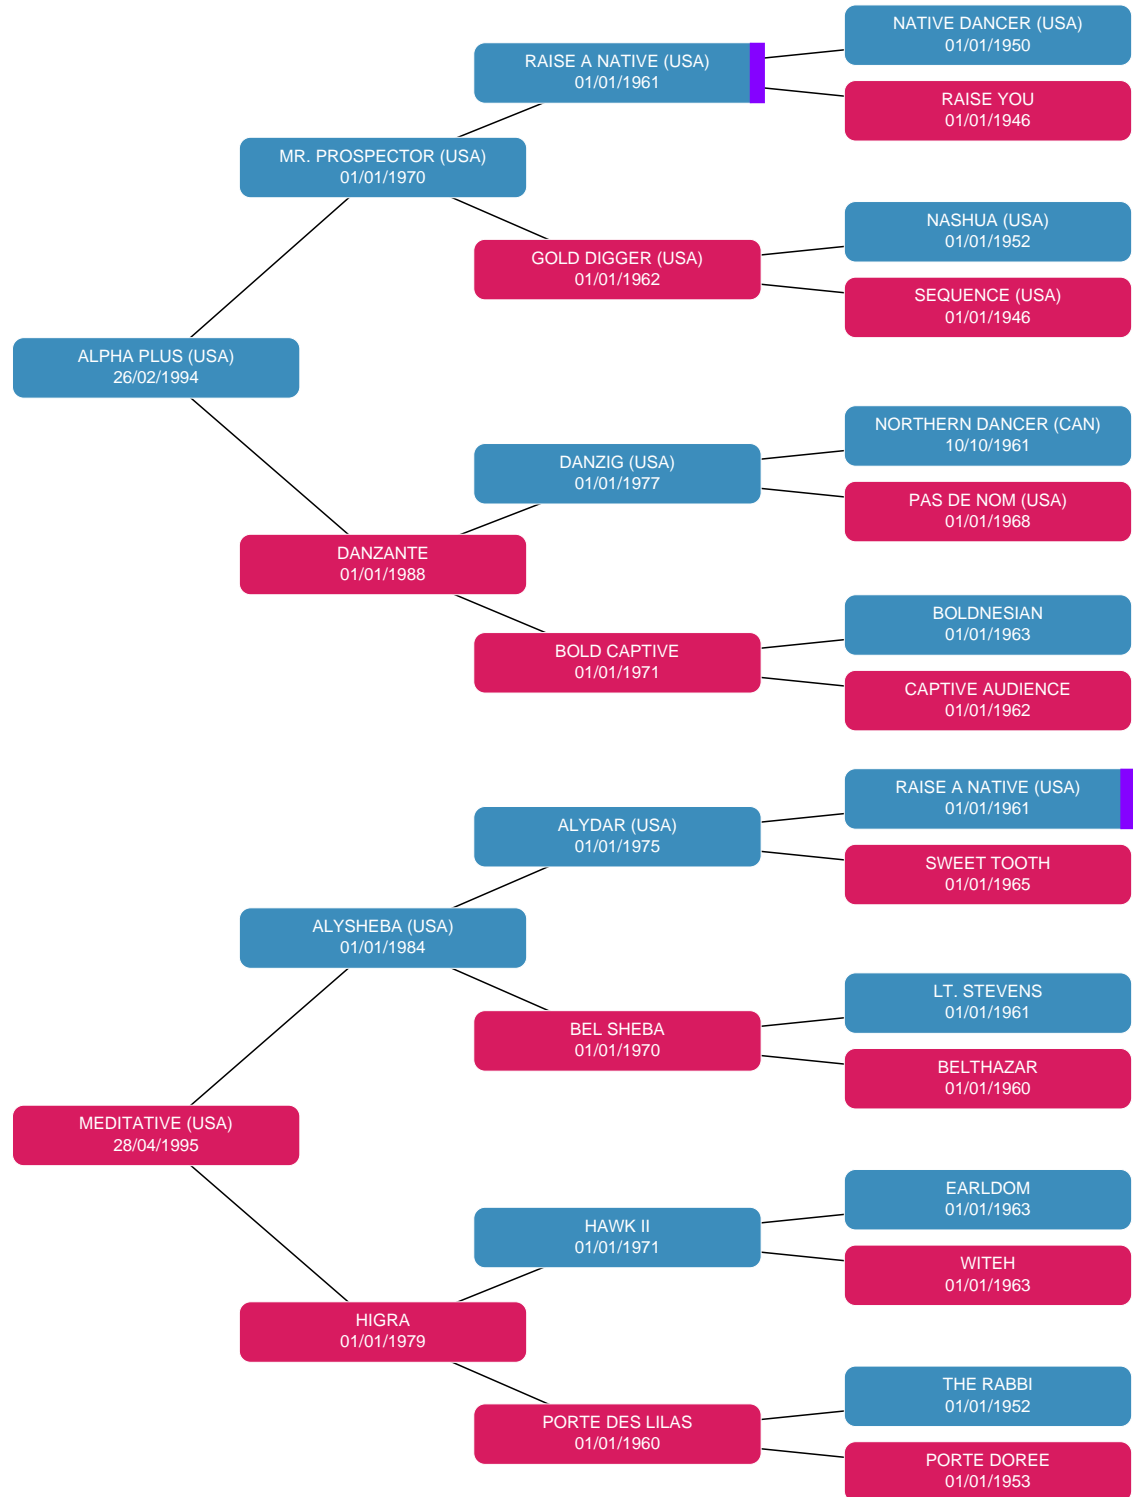 NATIVE DANCER (USA)
01/01/1950
RAISE A NATIVE (USA)
01/01/1961
RAISE YOU
01/01/1946
MR. PROSPECTOR (USA)
01/01/1970
NASHUA (USA)
01/01/1952
GOLD DIGGER (USA)
01/01/1962
SEQUENCE (USA)
01/01/1946
ALPHA PLUS (USA)
26/02/1994
NORTHERN DANCER (CAN)
10/10/1961
DANZIG (USA)
01/01/1977
PAS DE NOM (USA)
01/01/1968
DANZANTE
01/01/1988
BOLDNESIAN
01/01/1963
BOLD CAPTIVE
01/01/1971
CAPTIVE AUDIENCE
01/01/1962
RAISE A NATIVE (USA)
01/01/1961
ALYDAR (USA)
01/01/1975
SWEET TOOTH
01/01/1965
ALYSHEBA (USA)
01/01/1984
LT. STEVENS
01/01/1961
BEL SHEBA
01/01/1970
BELTHAZAR
01/01/1960
MEDITATIVE (USA)
28/04/1995
EARLDOM
01/01/1963
HAWK II
01/01/1971
WITEH
01/01/1963
HIGRA
01/01/1979
THE RABBI
01/01/1952
PORTE DES LILAS
01/01/1960
PORTE DOREE
01/01/1953